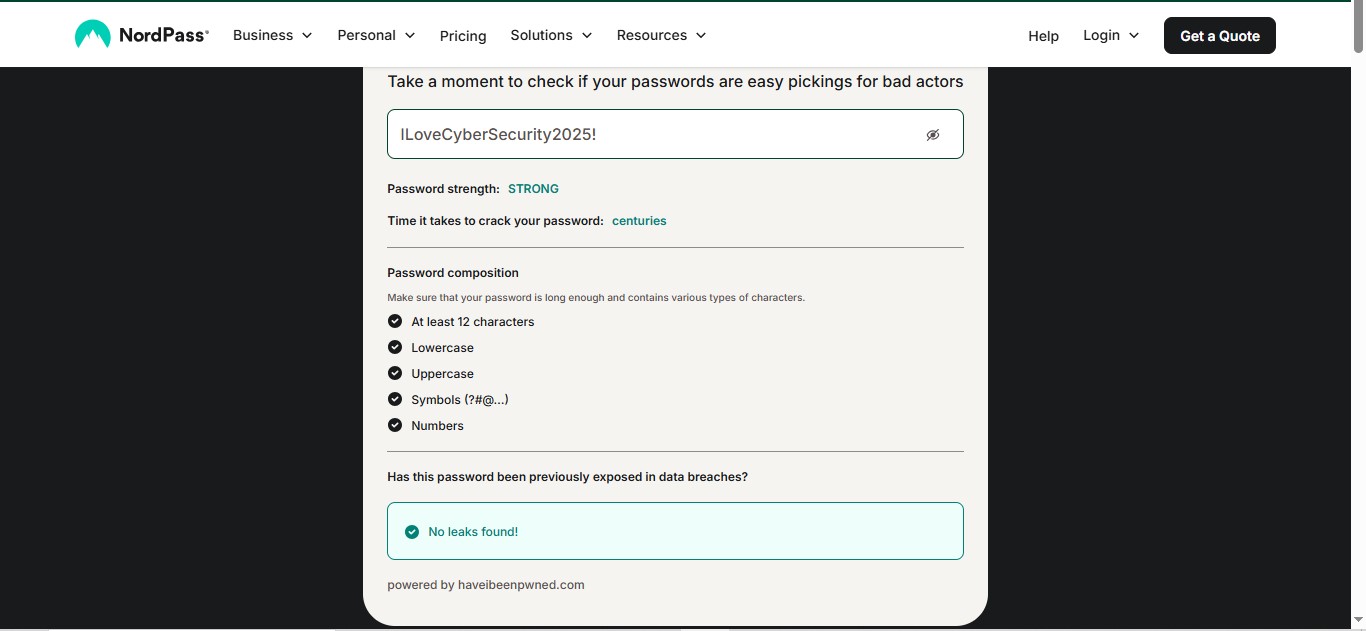 NordPass® Business Personal Pricing Solutions Resources Help Login Get a Quote
Take a moment to check if your passwords are easy pickings for bad actors
ILoveCyberSecurity2025!
Password strength: STRONG
Time it takes to crack your password: centuries
Password composition
Make sure that your password is long enough and contains various types of characters.
At least 12 characters
Lowercase
Uppercase
Symbols (?#@...)
Numbers
Has this password been previously exposed in data breaches?
No leaks found!
powered by haveibeenpwned.com